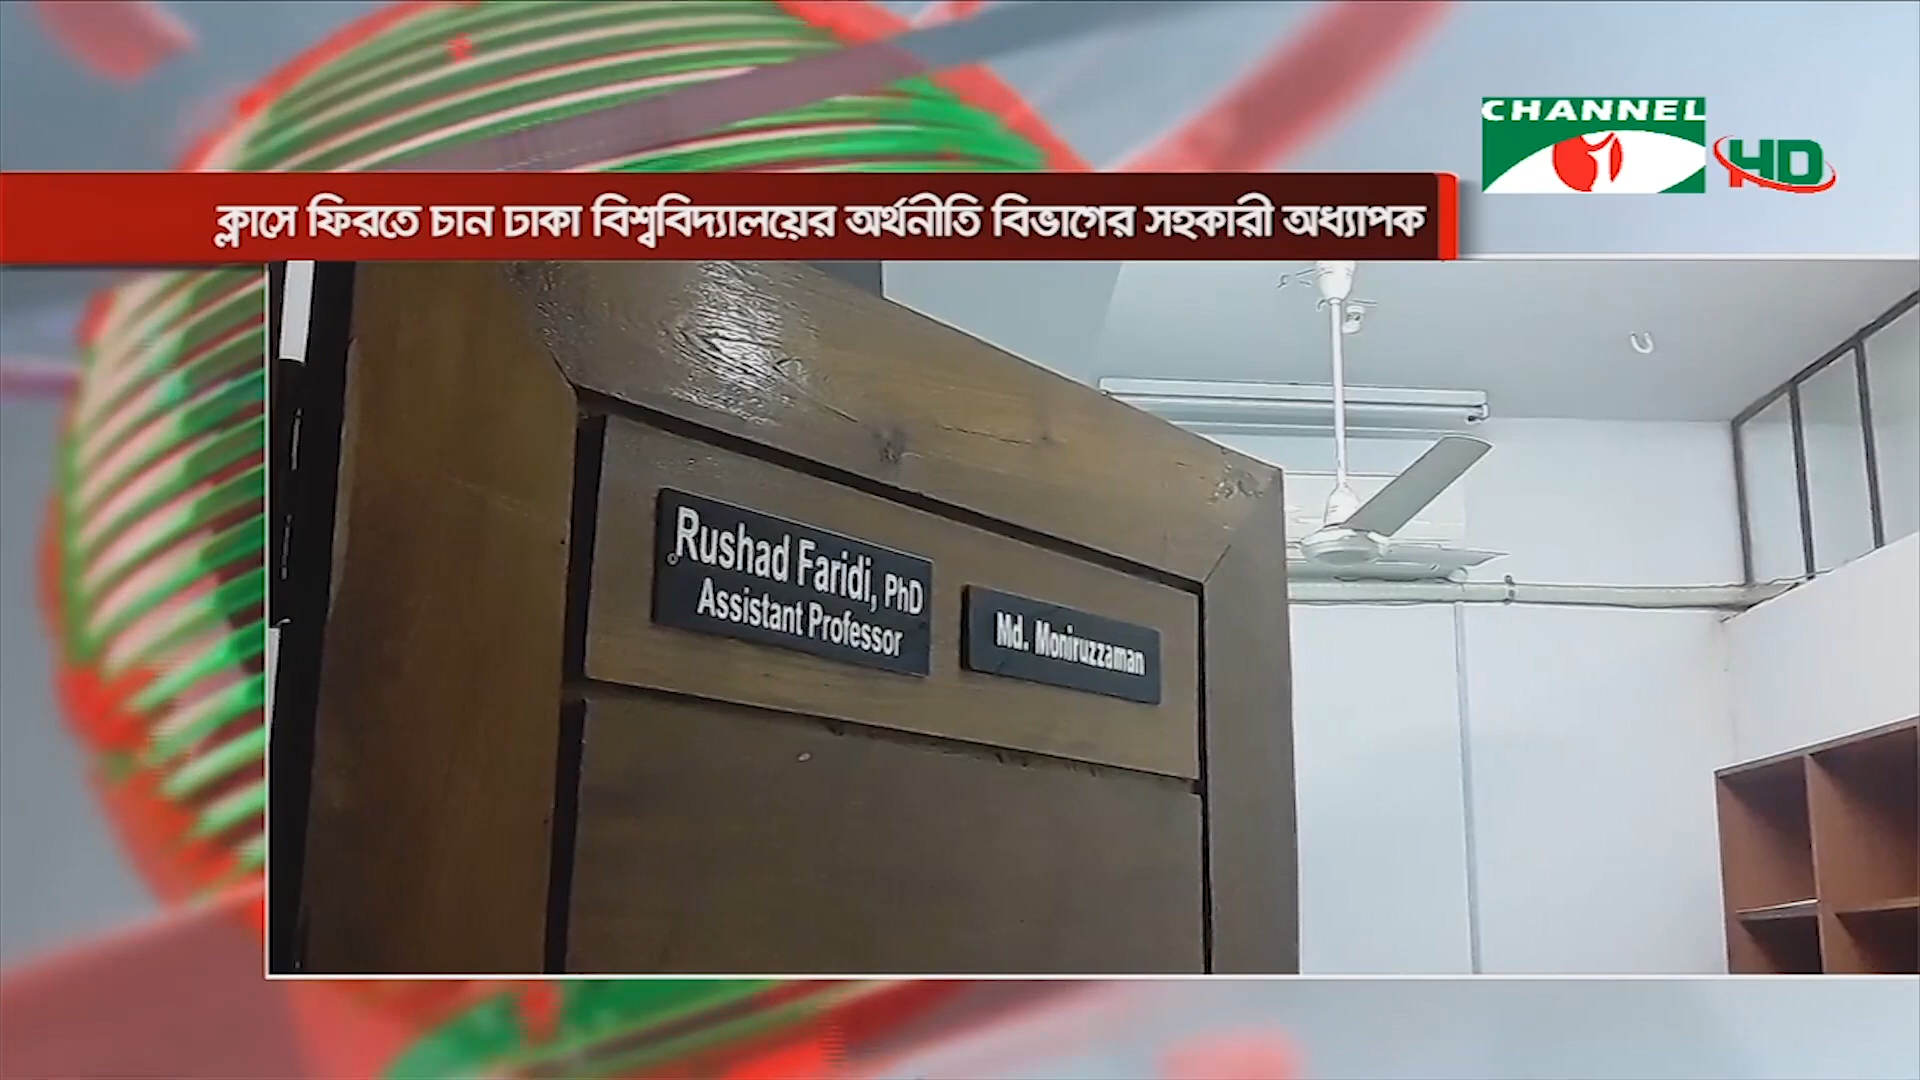 CHANNEL
i
HD
ক্লাসে ফিরতে চান ঢাকা বিশ্ববিদ্যালয়ের অর্থনীতি বিভাগের সহকারী অধ্যাপক
Rushad Faridi, PhD
Assistant Professor
Md. Moniruzzaman